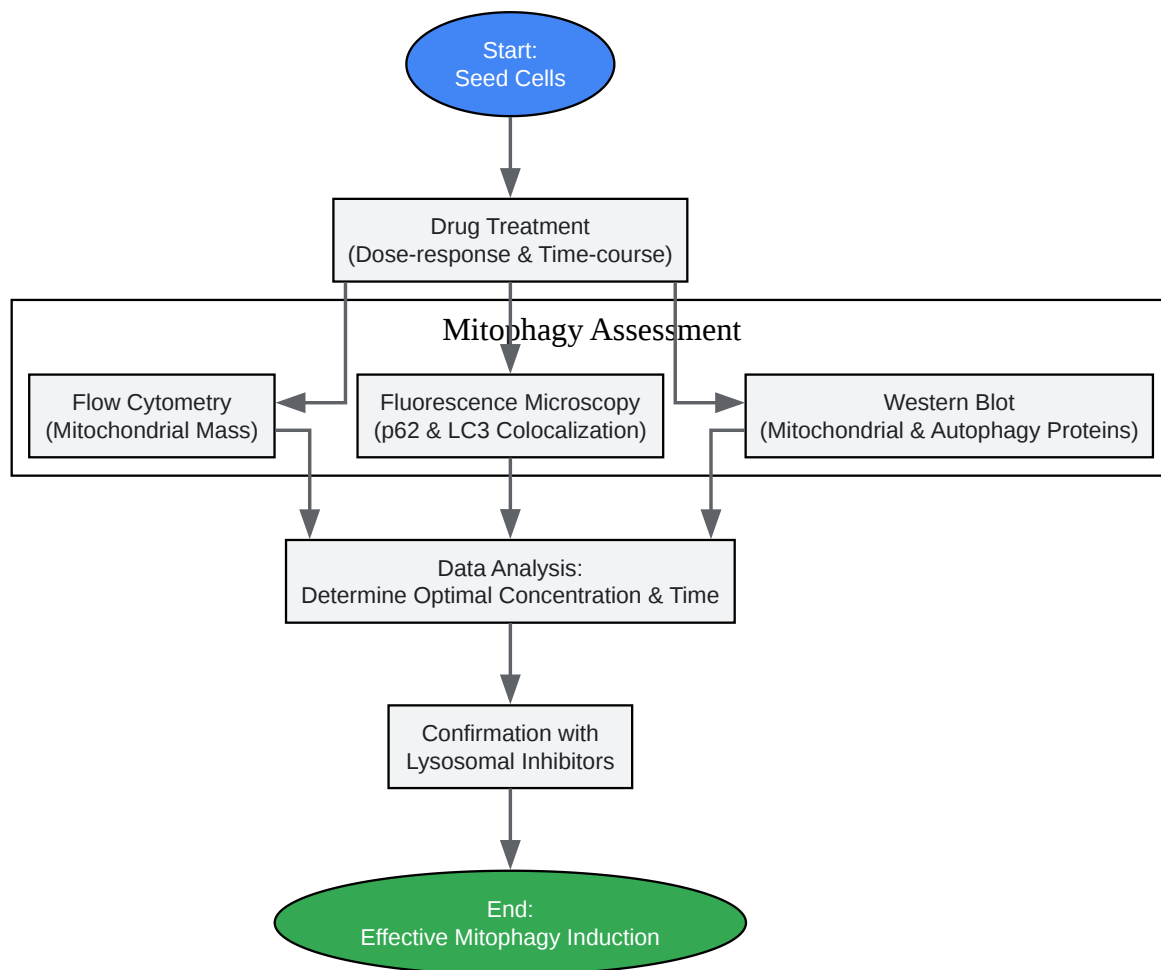 Start:
Seed Cells
Drug Treatment
(Dose-response & Time-course)
Mitophagy Assessment
Flow Cytometry
(Mitochondrial Mass)
Fluorescence Microscopy
(p62 & LC3 Colocalization)
Western Blot
(Mitochondrial & Autophagy Proteins)
Data Analysis:
Determine Optimal Concentration & Time
Confirmation with
Lysosomal Inhibitors
End:
Effective Mitophagy Induction